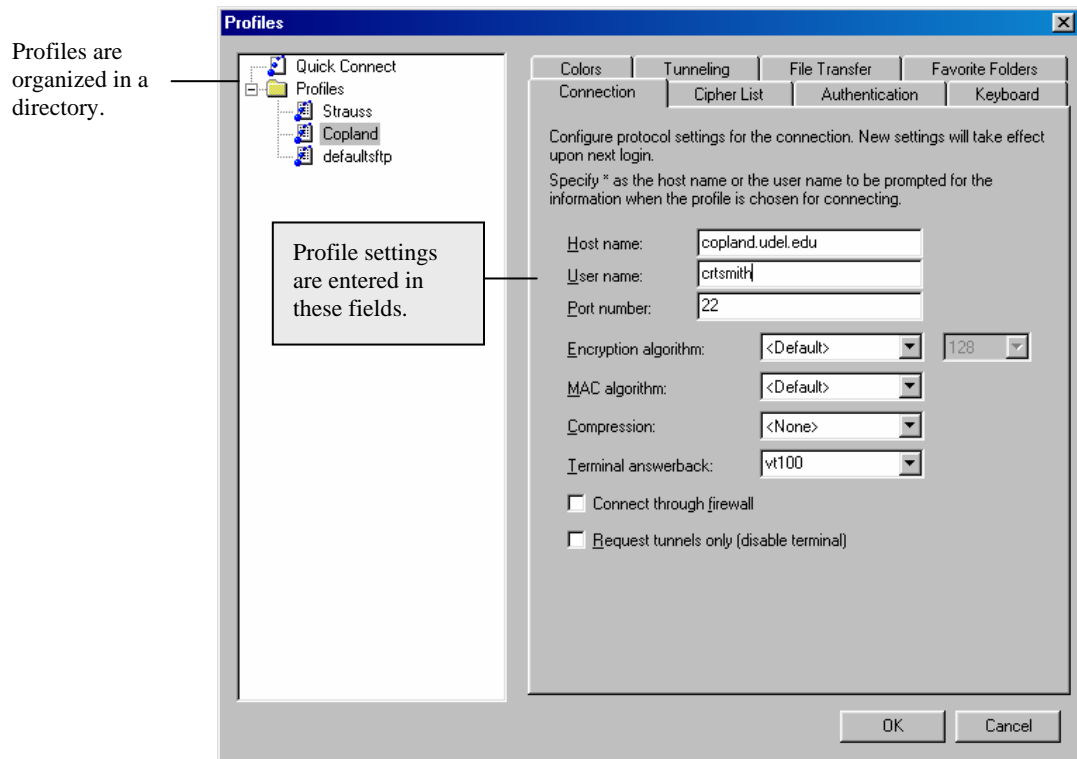 Profiles
Profiles are
organized in a
directory.
Quick Connect
Profiles
Strauss
Copland
defaultsftp
Profile settings
are entered in
these fields.
Colors
Tunneling
File Transfer
Favorite Folders
Connection
Cipher List
Authentication
Keyboard
Configure protocol settings for the connection. New settings will take effect
upon next login.
Specify * as the host name or the user name to be prompted for the
information when the profile is chosen for connecting.
Host name: copland.udel.edu
User name: crtsmith
Port number: 22
Encryption algorithm: <Default> 128
MAC algorithm: <Default>
Compression: <None>
Terminal answerback: vt100
Connect through firewall
Request tunnels only (disable terminal)
OK
Cancel